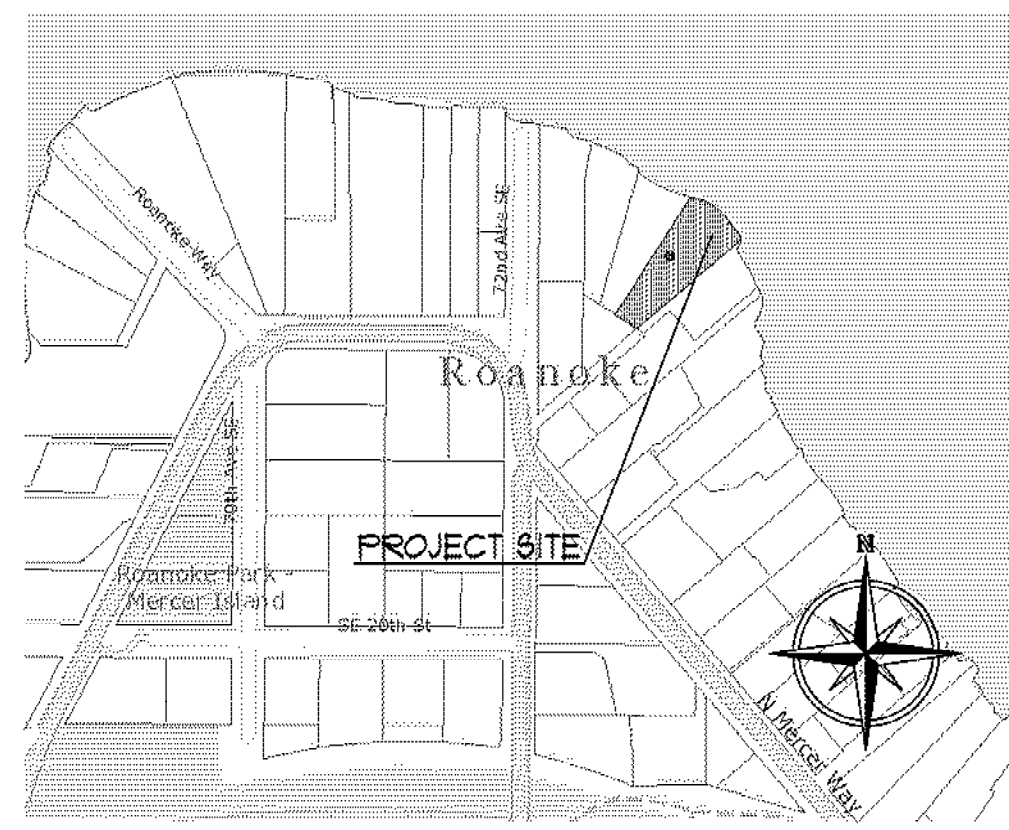 Roanoke Way
72nd Ave SE
Roanoke
70th Ave SE
PROJECT SITE
N
Roanoke Park -
Mercer Island
SE 20th St
N Mercer Way